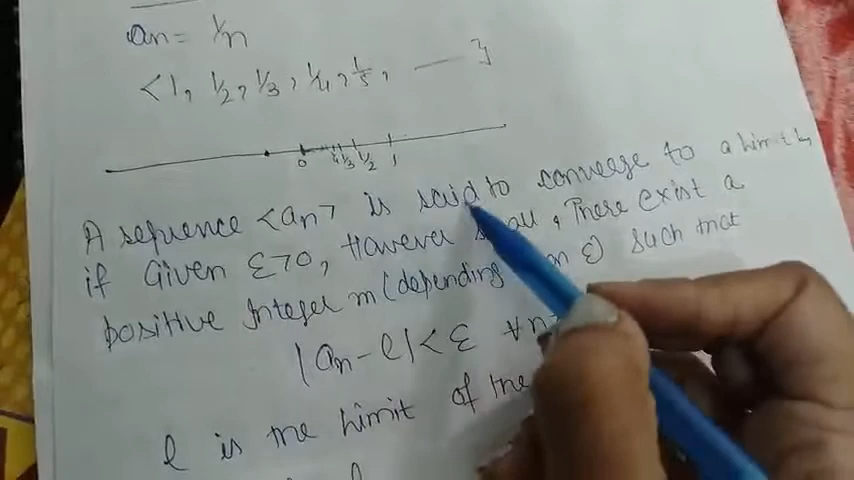 an = 1/n
<1, 1/2, 1/3, 1/4, 1/5, — }
0 1/4 1/3 1/2 1
A sequence <an> is said to converge to a limit l,
if Given ε>0, However small, There exist a
positive Integer m (depending on ε) such that
|an - l| < ε ∀ n
l is the limit of the